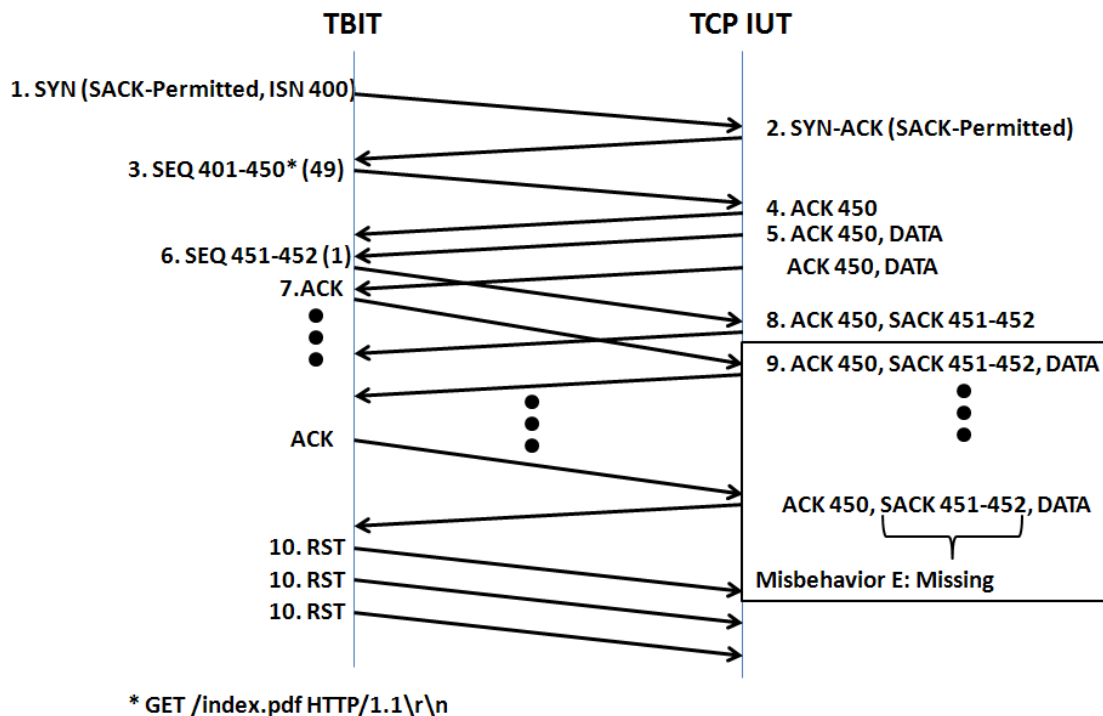 TBIT
TCP IUT
1. SYN (SACK-Permitted, ISN 400)
2. SYN-ACK (SACK-Permitted)
3. SEQ 401-450* (49)
4. ACK 450
5. ACK 450, DATA
6. SEQ 451-452 (1)
ACK 450, DATA
7.ACK
8. ACK 450, SACK 451-452
9. ACK 450, SACK 451-452, DATA
ACK
ACK 450, SACK 451-452, DATA
10. RST
Misbehavior E: Missing
10. RST
10. RST
* GET /index.pdf HTTP/1.1\r\n